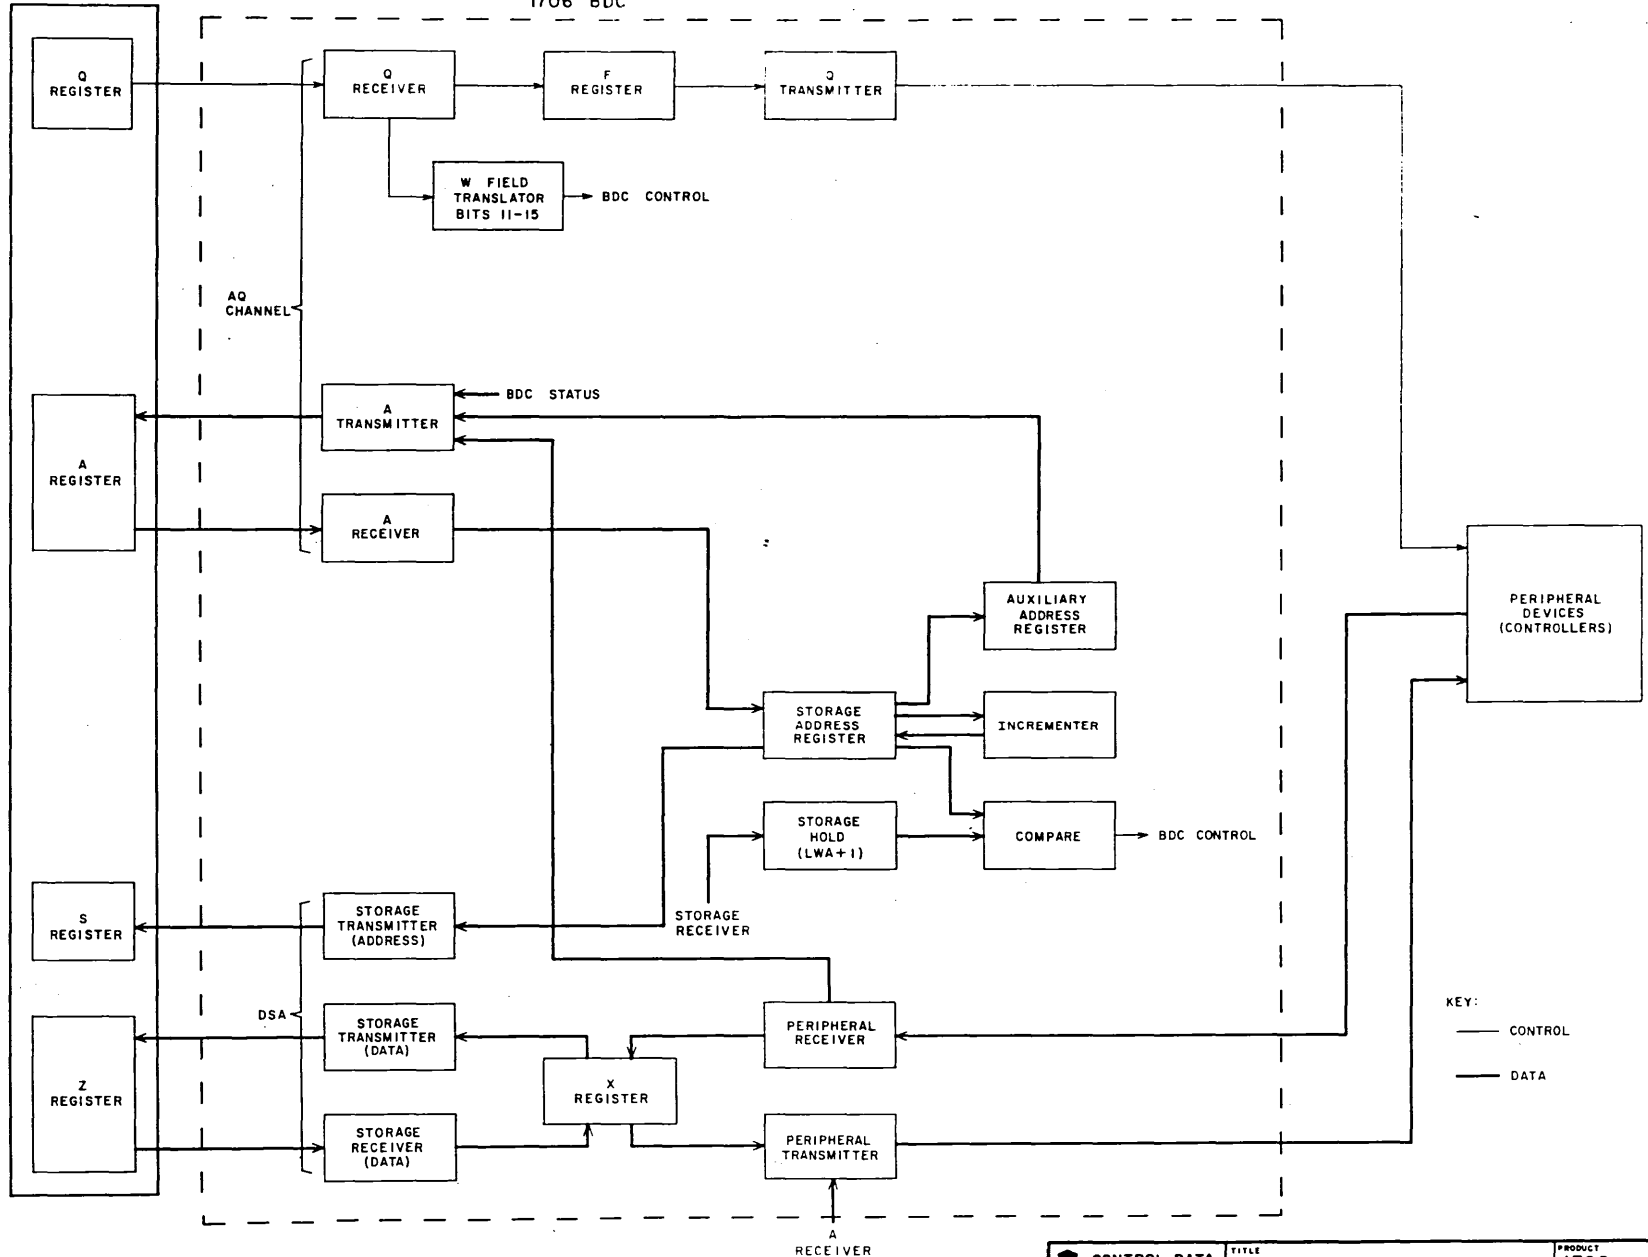 1706 BDC
Q
REGISTER
Q
RECEIVER
F
REGISTER
Q
TRANSMITTER
W FIELD
TRANSLATOR
BITS 11-15
BDC CONTROL
AQ
CHANNEL
A
REGISTER
A
TRANSMITTER
BDC STATUS
A
RECEIVER
AUXILIARY
ADDRESS
REGISTER
PERIPHERAL
DEVICES
(CONTROLLERS)
STORAGE
ADDRESS
REGISTER
INCREMENTER
STORAGE
HOLD
(LWA+1)
COMPARE
BDC CONTROL
STORAGE
RECEIVER
S
REGISTER
STORAGE
TRANSMITTER
(ADDRESS)
DSA
STORAGE
TRANSMITTER
(DATA)
PERIPHERAL
RECEIVER
Z
REGISTER
X
REGISTER
STORAGE
RECEIVER
(DATA)
PERIPHERAL
TRANSMITTER
A
RECEIVER
KEY:
CONTROL
DATA
CONTROL DATA
TITLE
PRODUCT